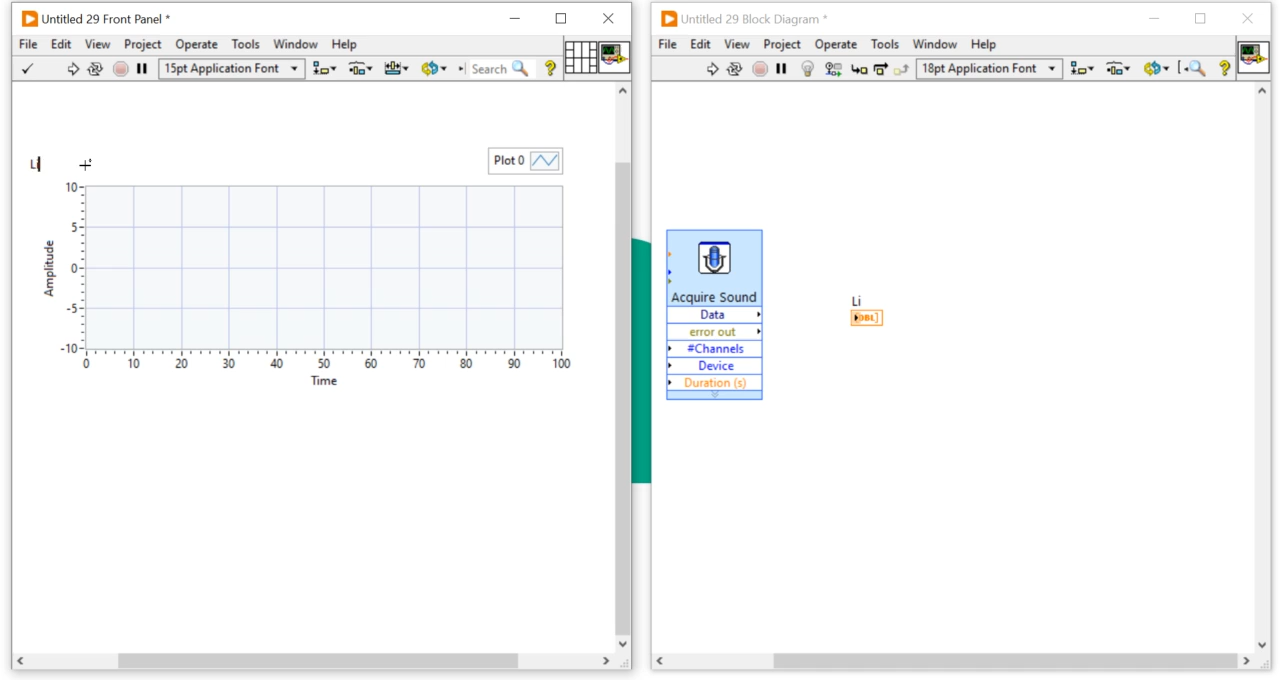 Untitled 29 Front Panel *
File Edit View Project Operate Tools Window Help
15pt Application Font Search ?
Li
Plot 0
10
5
0
-5
-10
Amplitude
0 10 20 30 40 50 60 70 80 90 100
Time
Untitled 29 Block Diagram *
File Edit View Project Operate Tools Window Help
18pt Application Font ?
Acquire Sound
Data
error out
#Channels
Device
Duration (s)
Li
DBL]